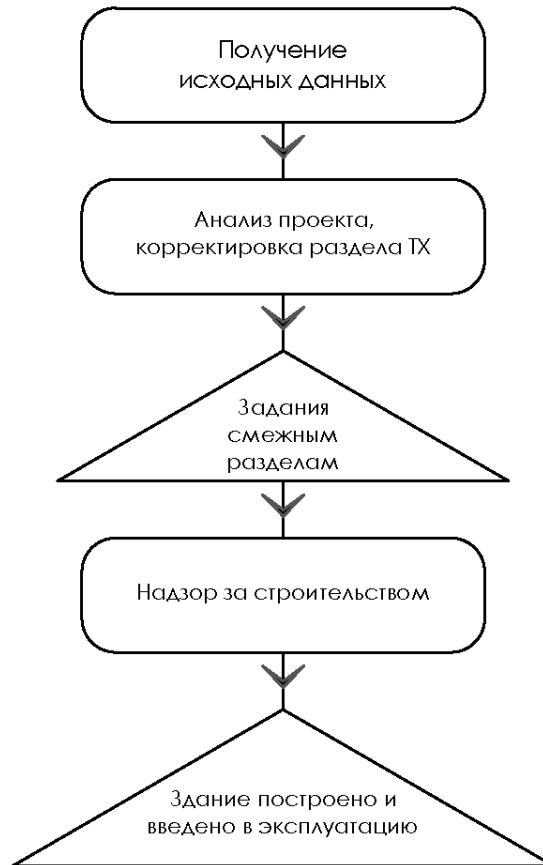 Получение
исходных данных
Анализ проекта,
корректировка раздела ТХ
Задания
смежным
разделам
Надзор за строительством
Здание построено и
введено в эксплуатацию